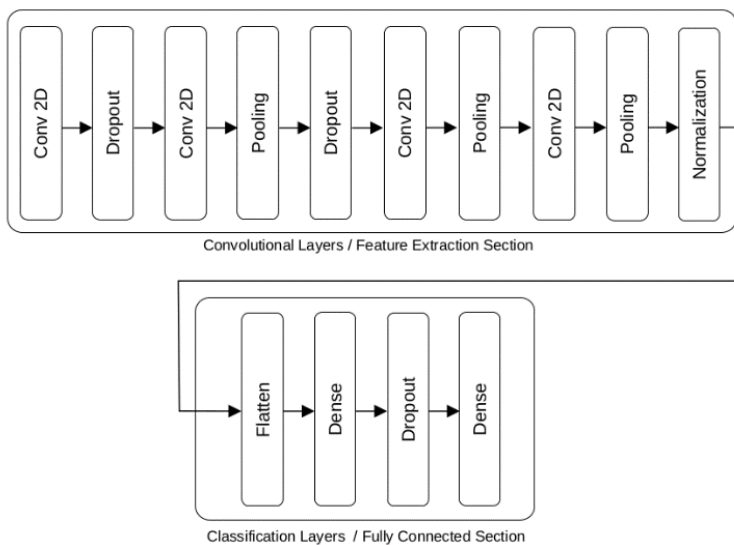 Conv 2D
Dropout
Conv 2D
Pooling
Dropout
Conv 2D
Pooling
Conv 2D
Pooling
Normalization
Convolutional Layers / Feature Extraction Section
Flatten
Dense
Dropout
Dense
Classification Layers / Fully Connected Section